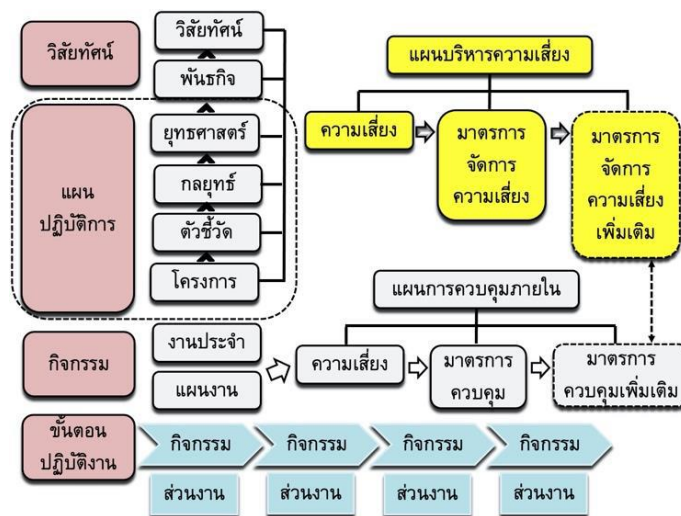 วิสัยทัศน์
วิสัยทัศน์
พันธกิจ
แผน
ปฏิบัติการ
ยุทธศาสตร์
กลยุทธ์
ตัวชี้วัด
โครงการ
แผนบริหารความเสี่ยง
ความเสี่ยง
มาตรการ
จัดการ
ความเสี่ยง
มาตรการ
จัดการ
ความเสี่ยง
เพิ่มเติม
แผนการควบคุมภายใน
กิจกรรม
งานประจำ
แผนงาน
ความเสี่ยง
มาตรการ
ควบคุม
มาตรการ
ควบคุมเพิ่มเติม
ขั้นตอน
ปฏิบัติงาน
กิจกรรม
กิจกรรม
กิจกรรม
กิจกรรม
ส่วนงาน
ส่วนงาน
ส่วนงาน
ส่วนงาน